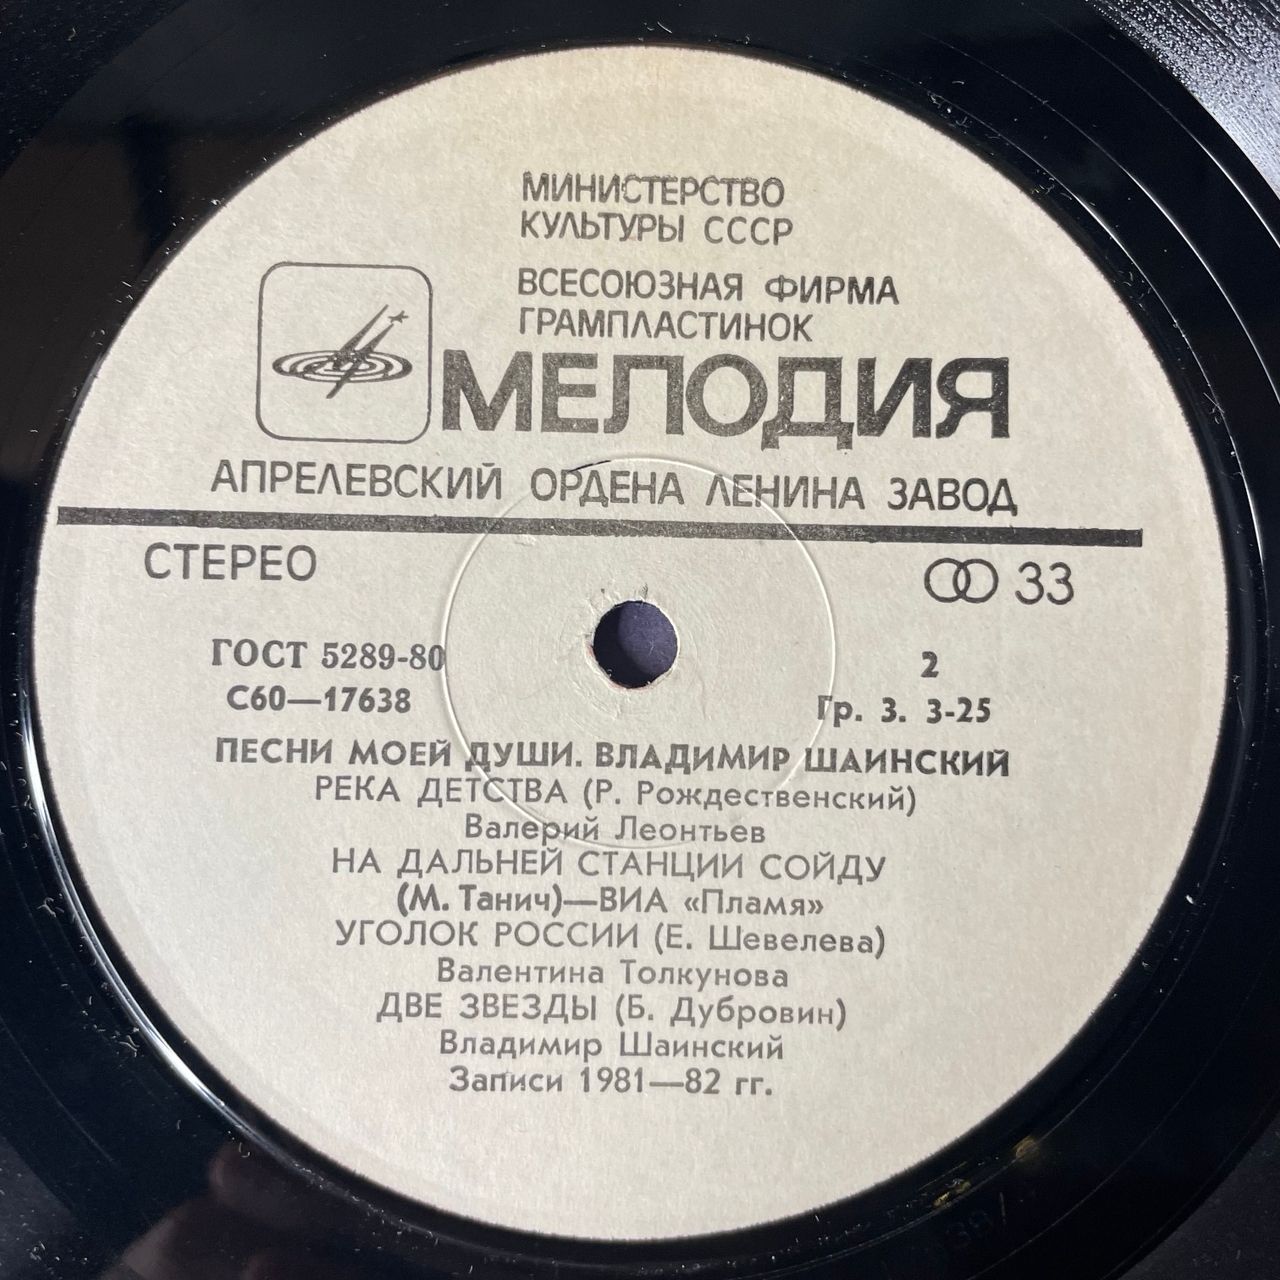 МИНИСТЕРСТВО
КУЛЬТУРЫ СССР
ВСЕСОЮЗНАЯ ФИРМА
ГРАМПЛАСТИНОК
МЕЛОДИЯ
АПРЕЛЕВСКИЙ ОРДЕНА ЛЕНИНА ЗАВОД
СТЕРЕО
33
ГОСТ 5289-80
2
С60—17638
Гр. 3. 3-25
ПЕСНИ МОЕЙ ДУШИ. ВЛАДИМИР ШАИНСКИЙ
РЕКА ДЕТСТВА (Р. Рождественский)
Валерий Леонтьев
НА ДАЛЬНЕЙ СТАНЦИИ СОЙДУ
(М. Танич)—ВИА «Пламя»
УГОЛОК РОССИИ (Е. Шевелева)
Валентина Толкунова
ДВЕ ЗВЕЗДЫ (Б. Дубровин)
Владимир Шаинский
Записи 1981—82 гг.